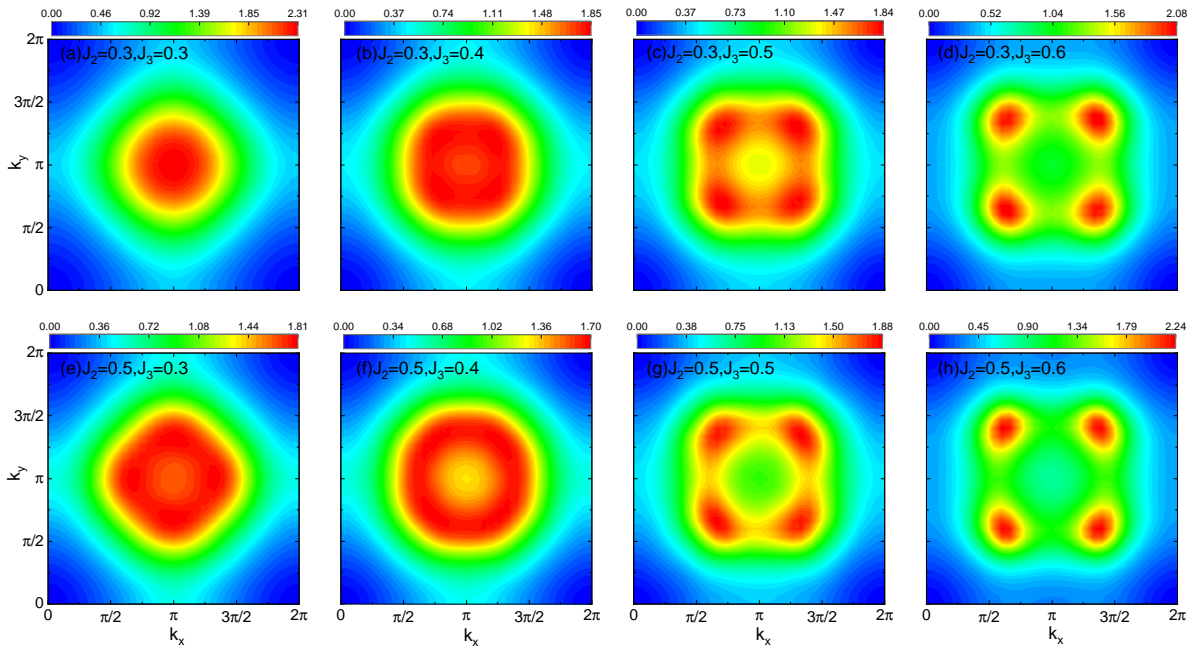 0.00 0.46 0.92 1.39 1.85 2.31
0.00 0.37 0.74 1.11 1.48 1.85
0.00 0.37 0.74 1.10 1.47 1.84
0.00 0.52 1.04 1.56 2.08
(a)J2=0.3,J3=0.3
(b)J2=0.3,J3=0.4
(c)J2=0.3,J3=0.5
(d)J2=0.3,J3=0.6
2π
3π/2
π
π/2
0
ky
0.00 0.36 0.72 1.08 1.44 1.81
0.00 0.34 0.68 1.02 1.36 1.70
0.00 0.38 0.75 1.13 1.50 1.88
0.00 0.45 0.90 1.34 1.79 2.24
(e)J2=0.5,J3=0.3
(f)J2=0.5,J3=0.4
(g)J2=0.5,J3=0.5
(h)J2=0.5,J3=0.6
2π
3π/2
π
π/2
0
ky
0 π/2 π 3π/2 2π
0 π/2 π 3π/2 2π
0 π/2 π 3π/2 2π
0 π/2 π 3π/2 2π
kx
kx
kx
kx